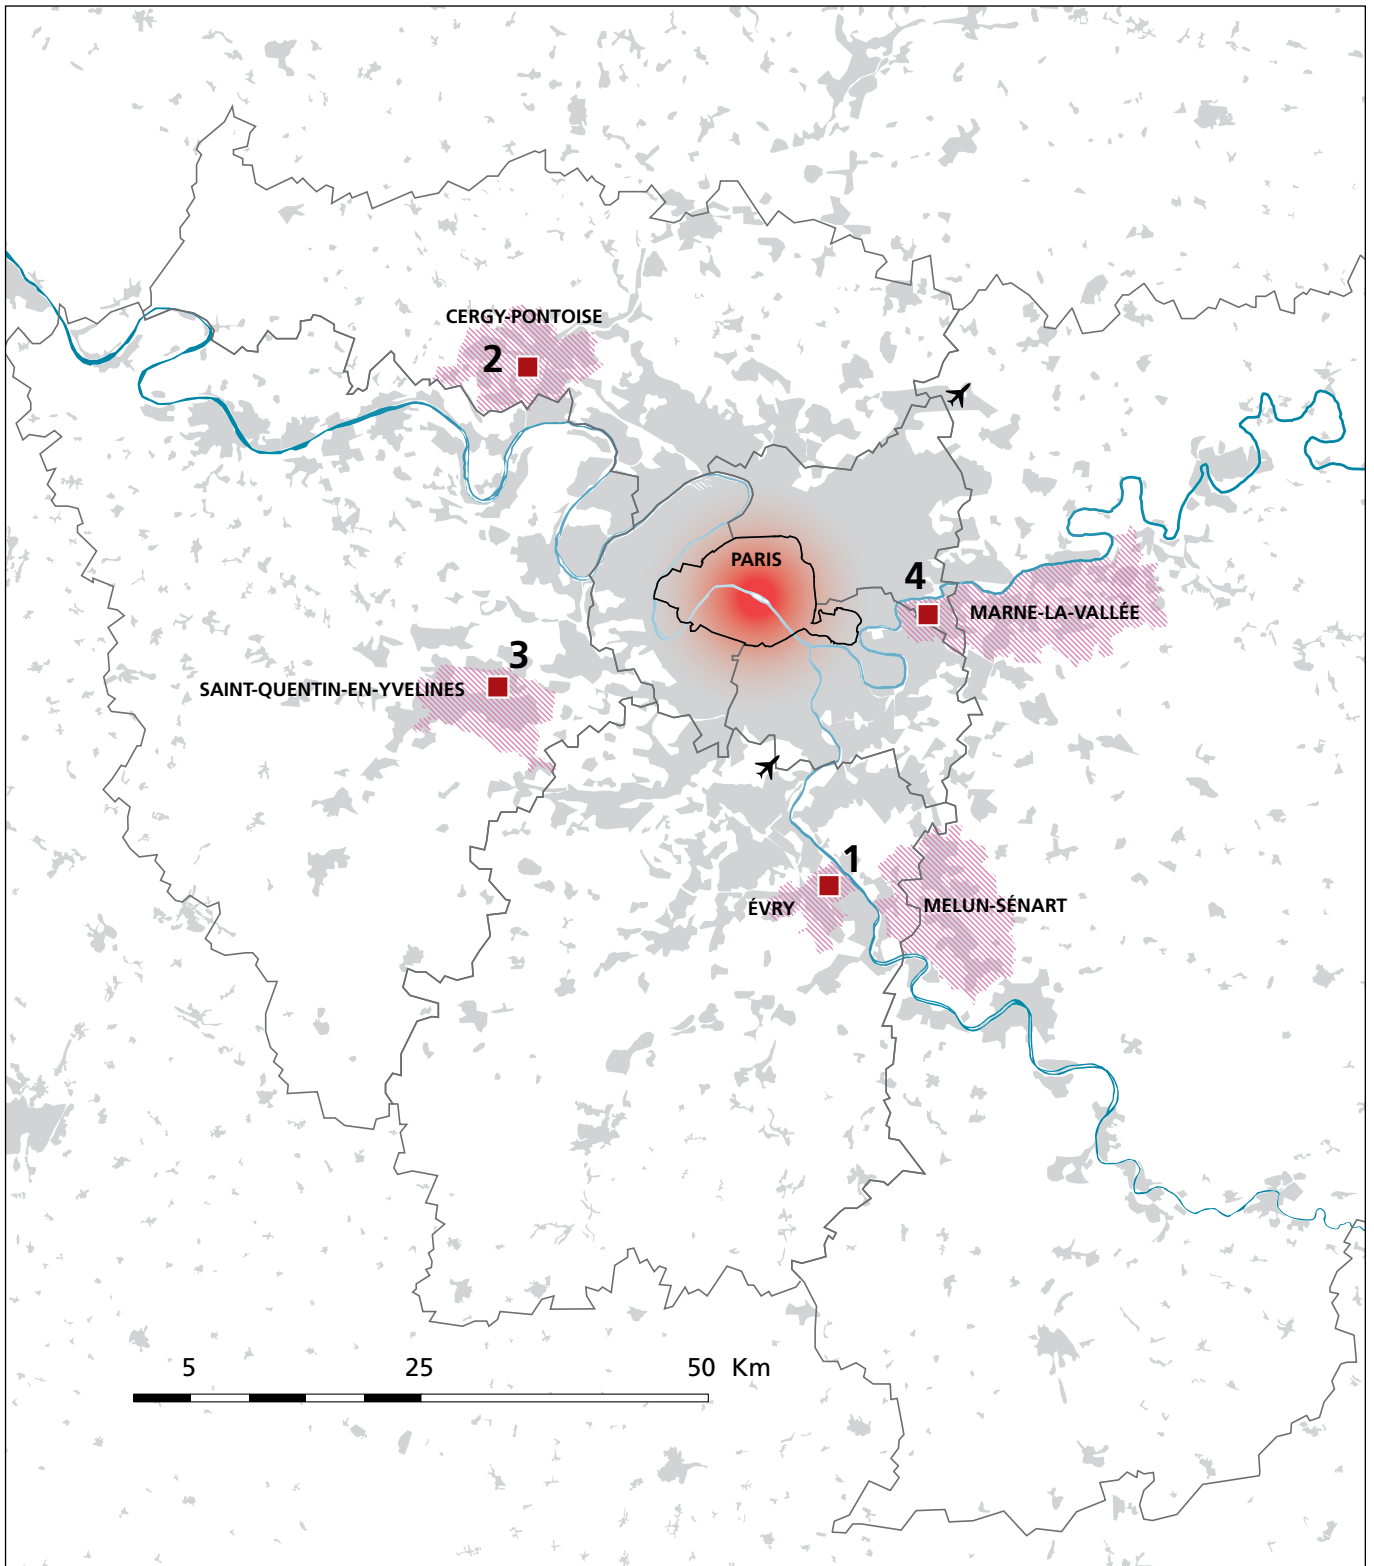 CERGY-PONTOISE
2
PARIS
4
MARNE-LA-VALLÉE
3
SAINT-QUENTIN-EN-YVELINES
1
ÉVRY
MELUN-SÉNART
5 25 50 Km